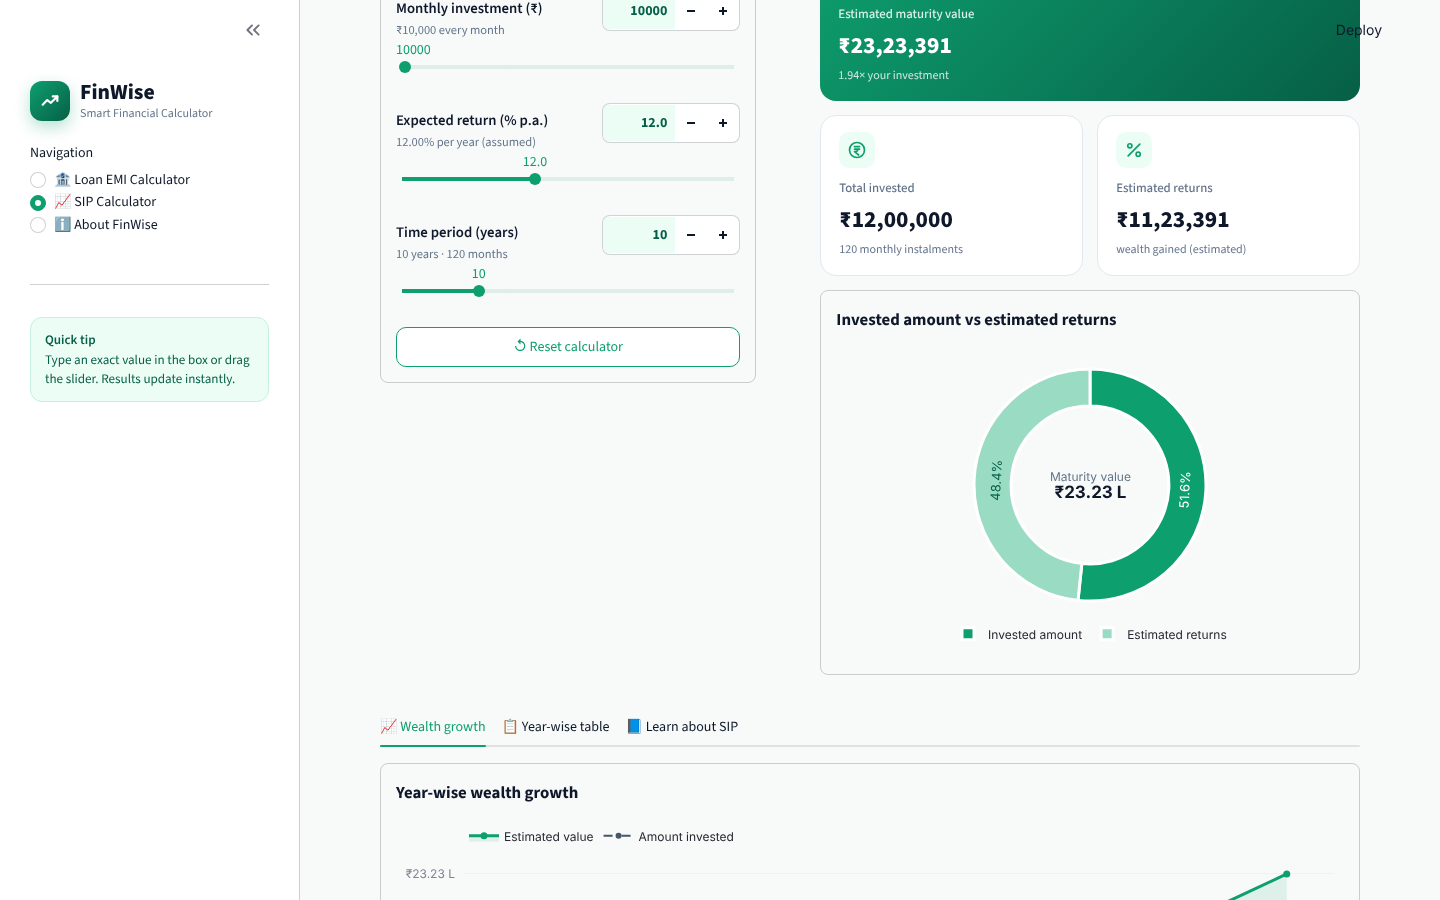 FinWise
Smart Financial Calculator
Navigation
Loan EMI Calculator
SIP Calculator
About FinWise
Quick tip
Type an exact value in the box or drag
the slider. Results update instantly.
Monthly investment (₹)
10000 − +
₹10,000 every month
10000
Expected return (% p.a.)
12.0 − +
12.00% per year (assumed)
12.0
Time period (years)
10 − +
10 years · 120 months
10
Reset calculator
Deploy
Estimated maturity value
₹23,23,391
1.94× your investment
Total invested
₹12,00,000
120 monthly instalments
Estimated returns
₹11,23,391
wealth gained (estimated)
Invested amount vs estimated returns
48.4%
Maturity value
₹23.23 L
51.6%
Invested amount Estimated returns
Wealth growth Year-wise table Learn about SIP
Year-wise wealth growth
Estimated value Amount invested
₹23.23 L